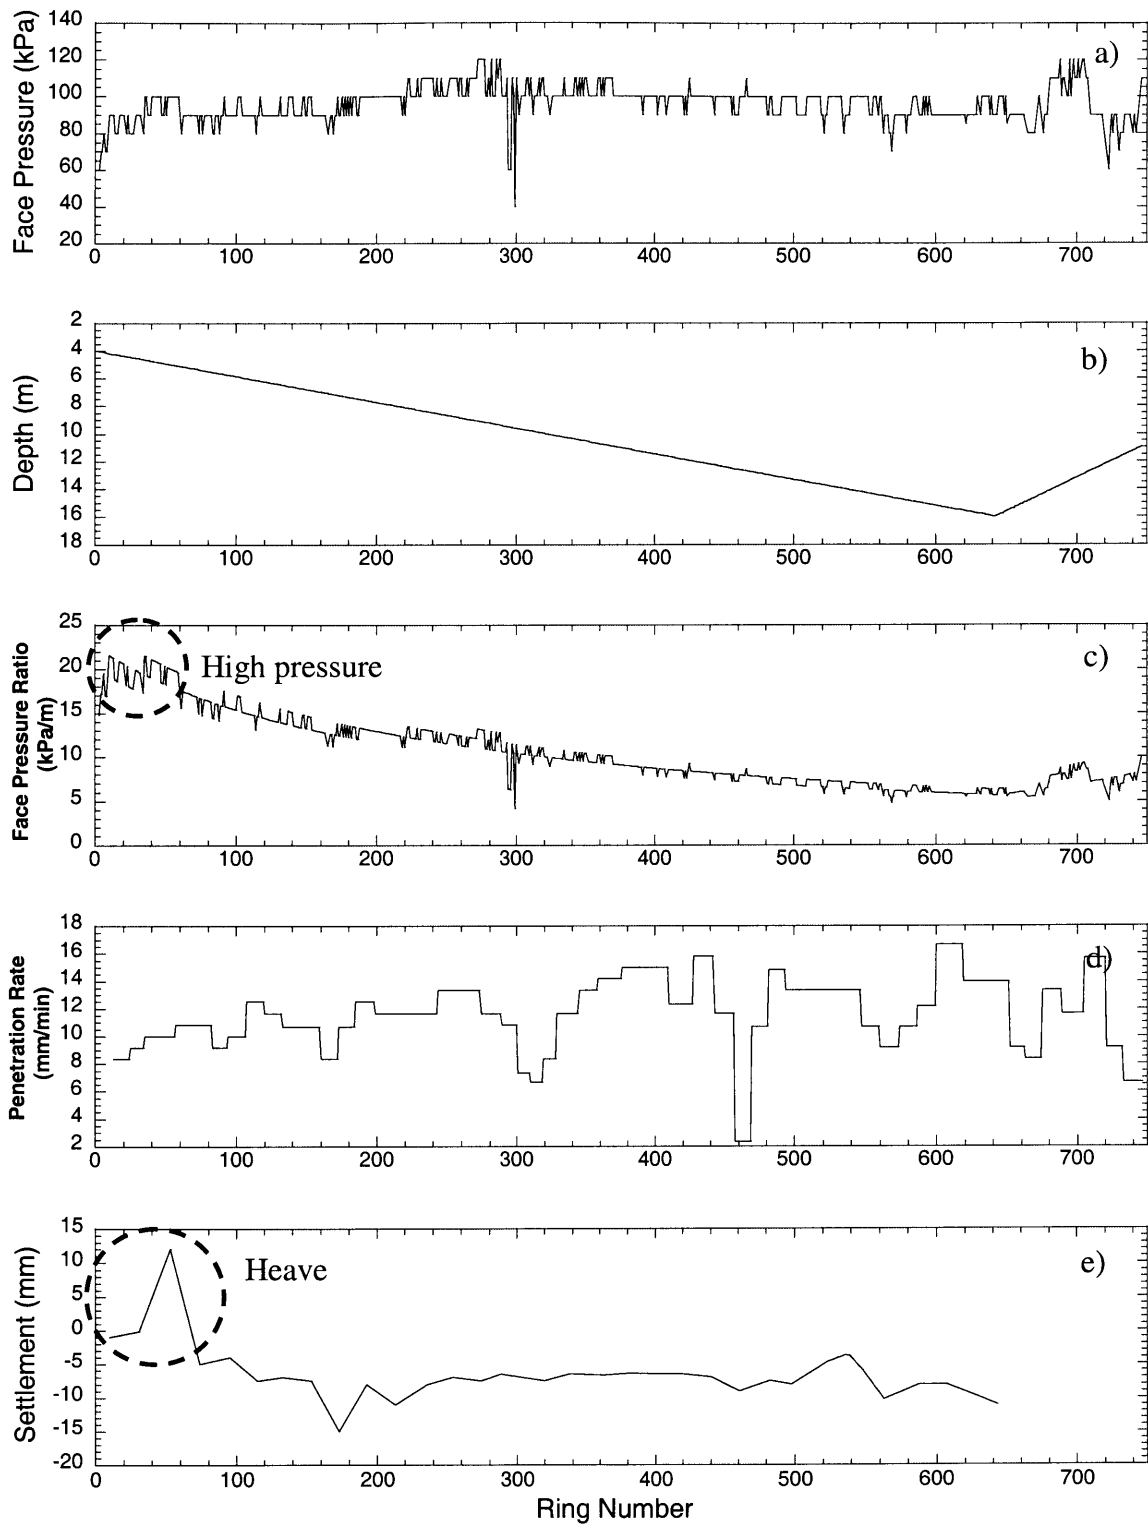 Face Pressure (kPa)
140
120
100
80
60
40
20
a)
0 100 200 300 400 500 600 700
Depth (m)
2
4
6
8
10
12
14
16
18
b)
0 100 200 300 400 500 600 700
Face Pressure Ratio
(kPa/m)
25
20
15
10
5
0
High pressure
c)
0 100 200 300 400 500 600 700
Penetration Rate
(mm/min)
18
16
14
12
10
8
6
4
2
d)
0 100 200 300 400 500 600 700
Settlement (mm)
15
10
5
0
-5
-10
-15
-20
Heave
e)
0 100 200 300 400 500 600 700
Ring Number